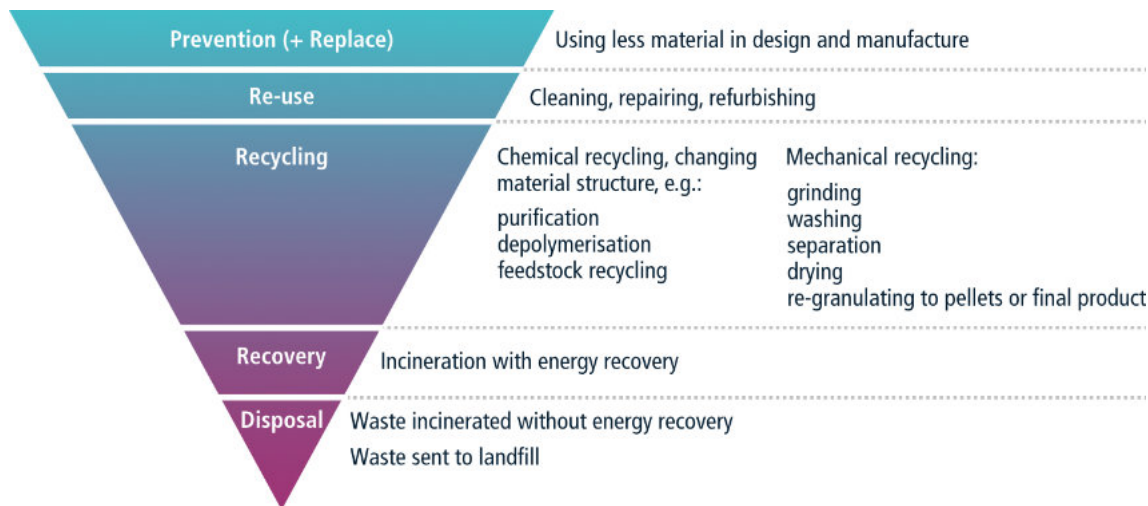 Prevention (+ Replace)
Using less material in design and manufacture
Re-use
Cleaning, repairing, refurbishing
Recycling
Chemical recycling, changing
material structure, e.g.:
purification
depolymerisation
feedstock recycling
Mechanical recycling:
grinding
washing
separation
drying
re-granulating to pellets or final product
Recovery
Incineration with energy recovery
Disposal
Waste incinerated without energy recovery
Waste sent to landfill